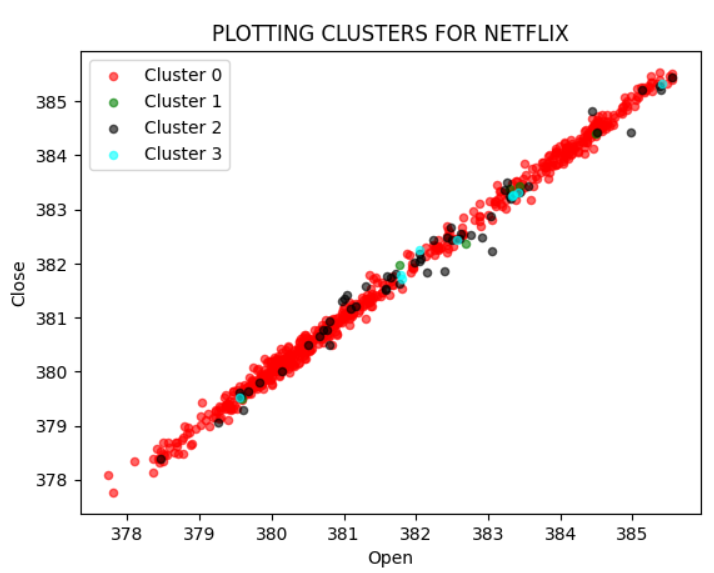 PLOTTING CLUSTERS FOR NETFLIX
Cluster 0
Cluster 1
Cluster 2
Cluster 3
385
384
383
382
381
380
379
378
Close
378 379 380 381 382 383 384 385
Open